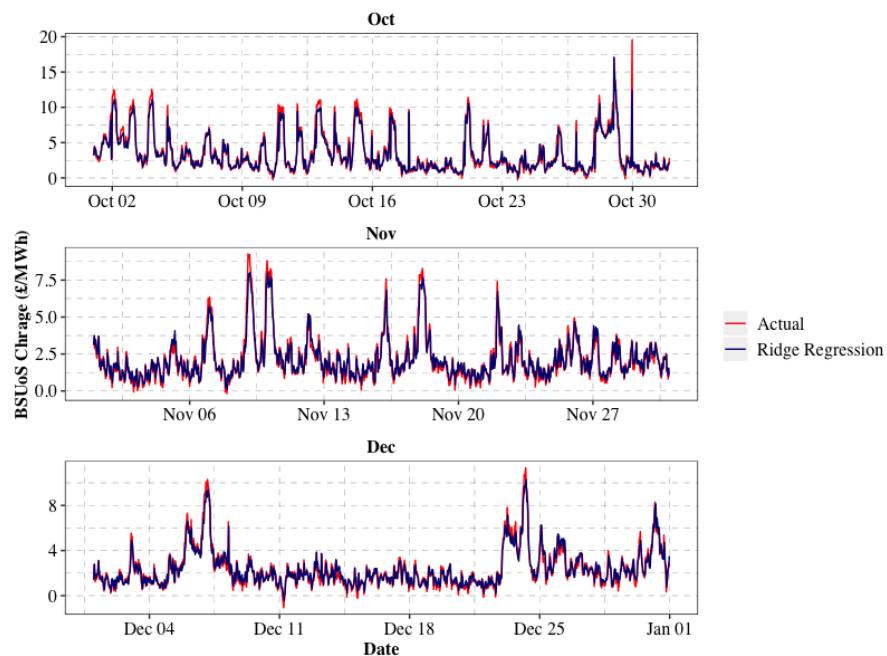 Oct
20
15
10
5
0
Oct 02 Oct 09 Oct 16 Oct 23 Oct 30
Nov
7.5
5.0
2.5
0.0
Nov 06 Nov 13 Nov 20 Nov 27
BSUoS Chrage (£/MWh)
Actual
Ridge Regression
Dec
8
4
0
Dec 04 Dec 11 Dec 18 Dec 25 Jan 01
Date